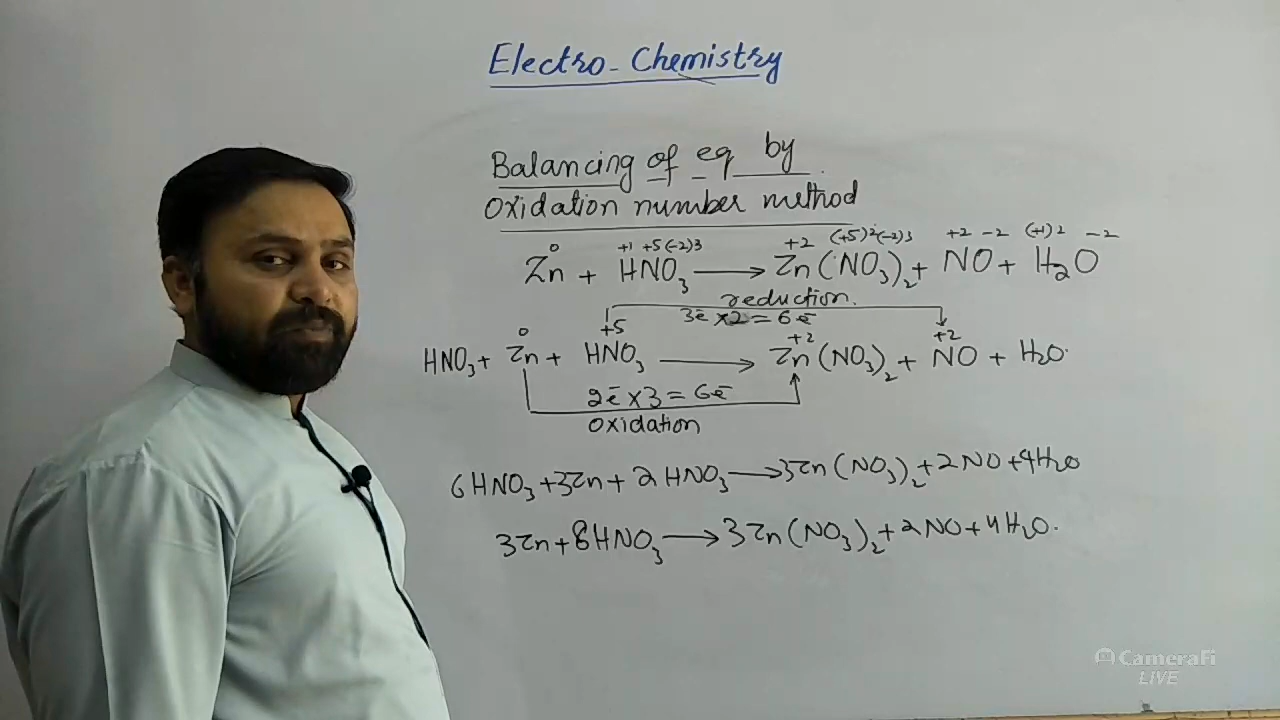 Electro-Chemistry
Balancing of eq by
Oxidation number method
0 +1 +5(-2)3 +2 (+5)2(-2)3 +2 -2 (+1)2 -2
Zn + HNO3 ⟶ Zn(NO3)2 + NO + H2O
reduction.
3e̅ x2 = 6e̅
0 +5 +2 +2
HNO3 + Zn + HNO3 ⟶ Zn(NO3)2 + NO + H2O.
2e̅ x3 = 6e̅
Oxidation
6HNO3 + 3Zn + 2HNO3 ⟶ 3Zn(NO3)2 + 2NO + 4H2O
3Zn + 8HNO3 ⟶ 3Zn(NO3)2 + 2NO + 4H2O.
CameraFi
LIVE